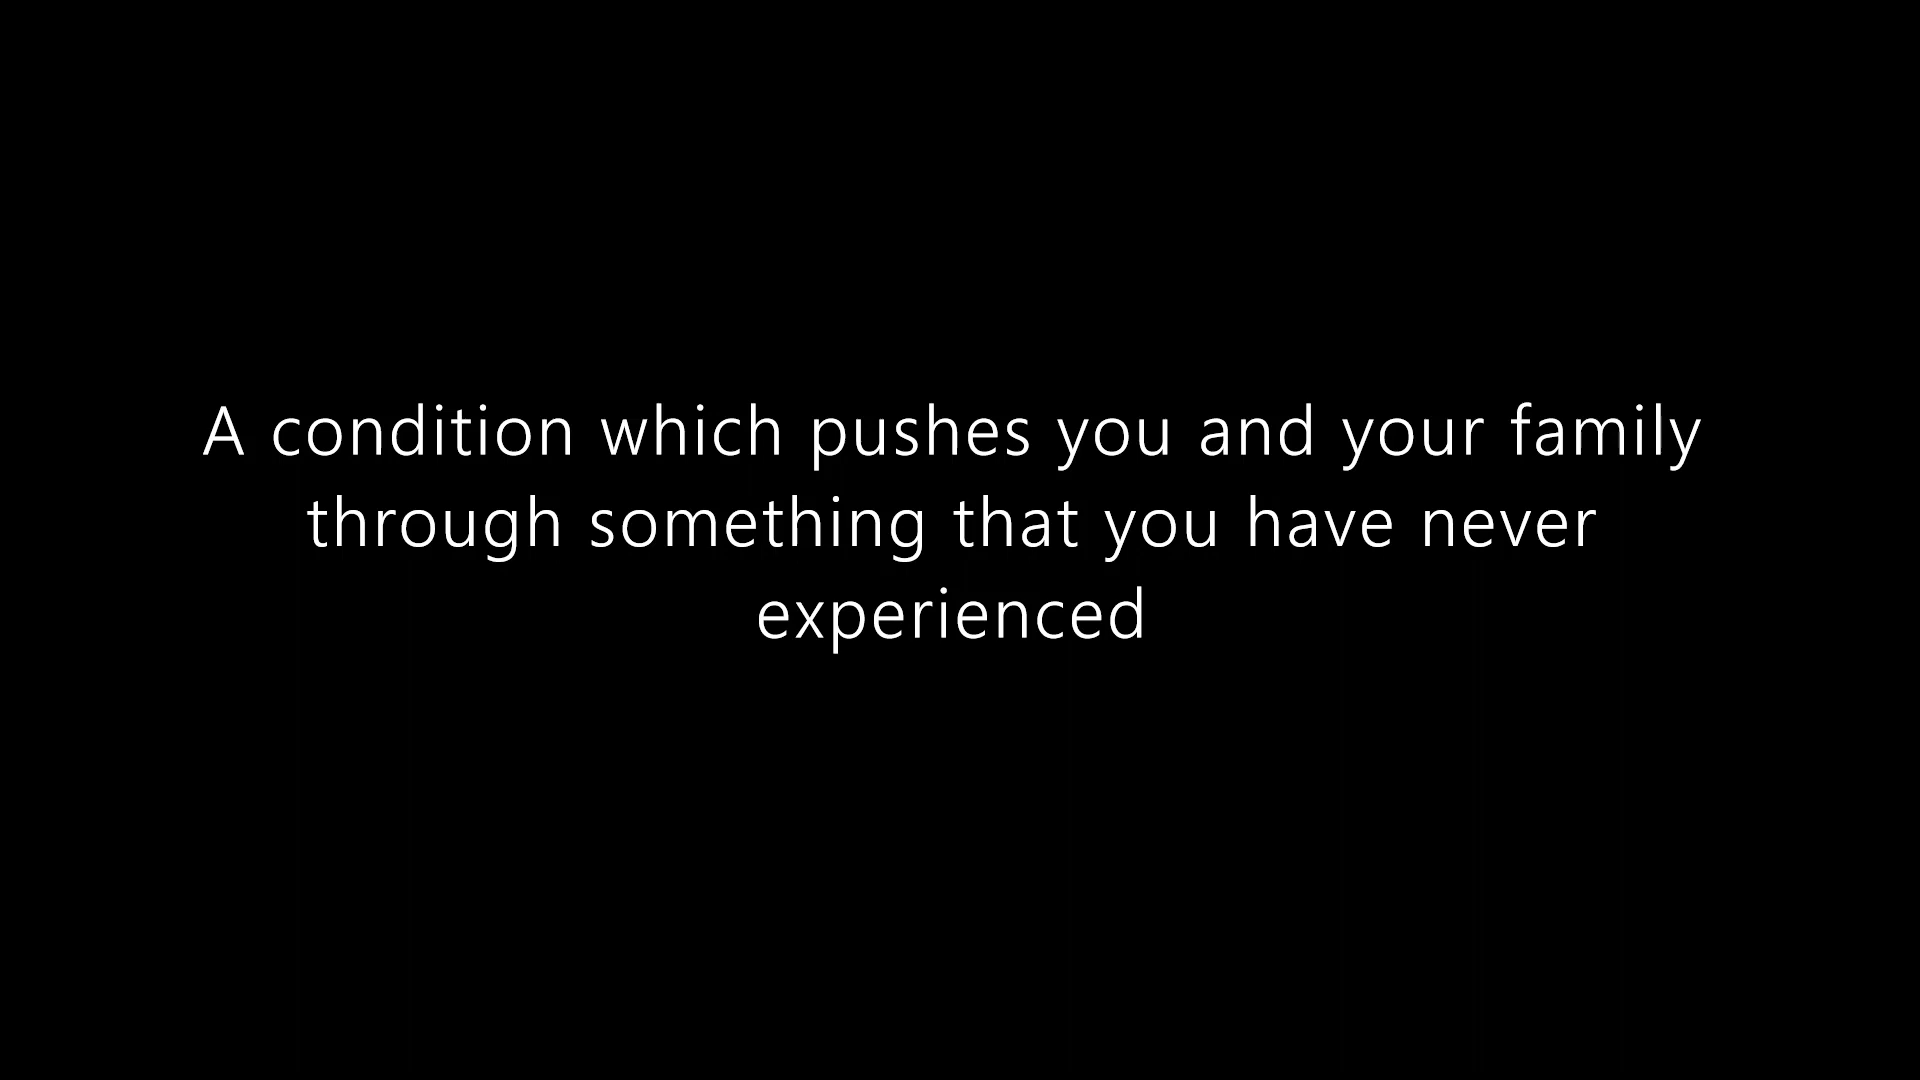 A condition which pushes you and your family
through something that you have never
experienced